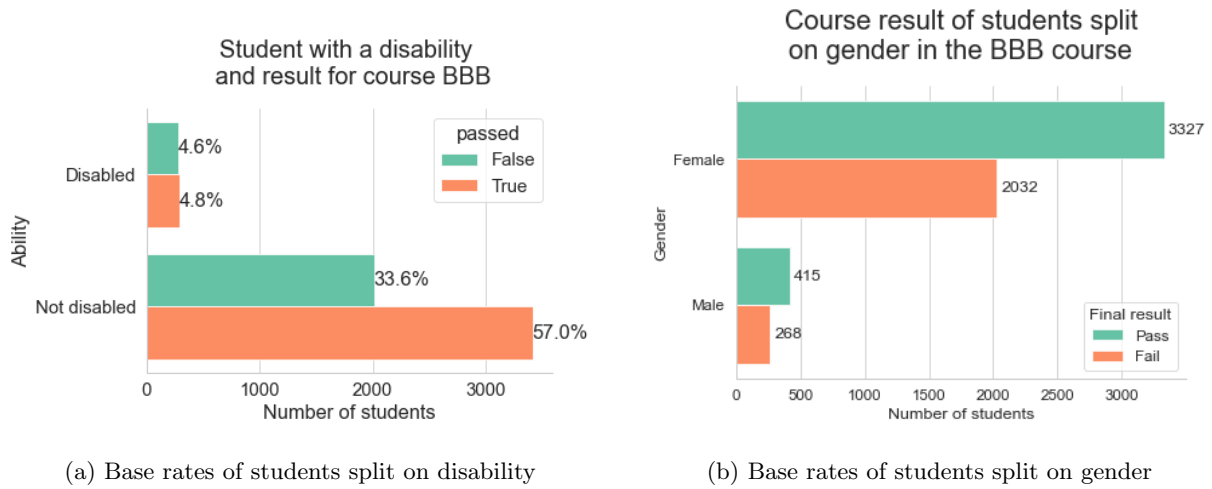 Student with a disability
and result for course BBB
Ability
Disabled
Not disabled
4.6%
4.8%
33.6%
57.0%
passed
False
True
0 1000 2000 3000
Number of students
(a) Base rates of students split on disability
Course result of students split
on gender in the BBB course
Gender
Female
Male
3327
2032
415
268
Final result
Pass
Fail
0 500 1000 1500 2000 2500 3000
Number of students
(b) Base rates of students split on gender